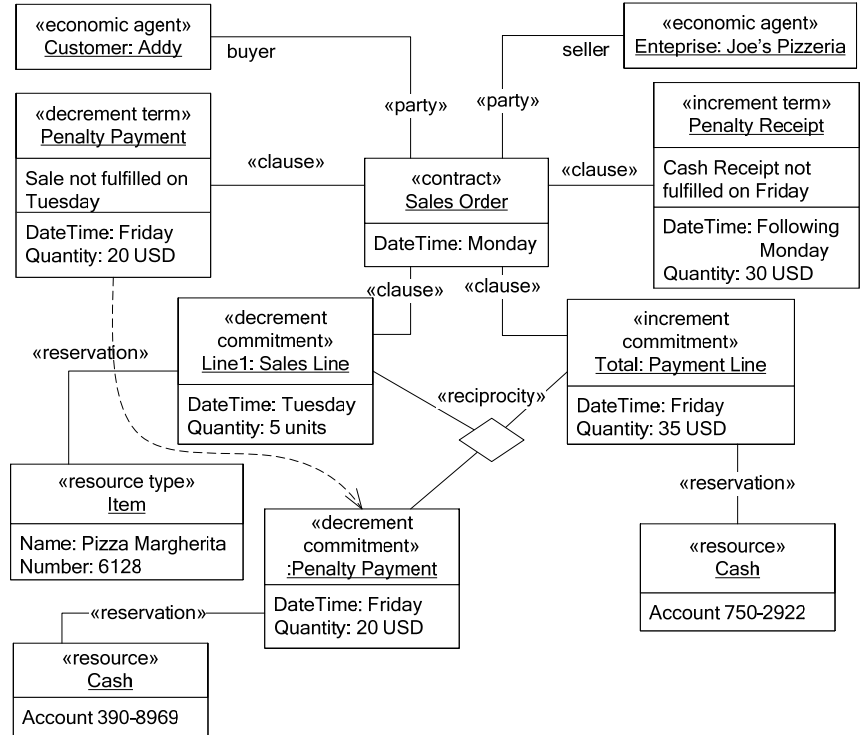 «economic agent»
Customer: Addy
buyer
«economic agent»
Enteprise: Joe's Pizzeria
seller
«party»
«party»
«decrement term»
Penalty Payment
Sale not fulfilled on
Tuesday
DateTime: Friday
Quantity: 20 USD
«clause»
«contract»
Sales Order
DateTime: Monday
«clause»
«increment term»
Penalty Receipt
Cash Receipt not
fulfilled on Friday
DateTime: Following
Monday
Quantity: 30 USD
«clause»
«clause»
«decrement
commitment»
Line1: Sales Line
DateTime: Tuesday
Quantity: 5 units
«increment
commitment»
Total: Payment Line
DateTime: Friday
Quantity: 35 USD
«reservation»
«reciprocity»
«resource type»
Item
Name: Pizza Margherita
Number: 6128
«reservation»
«decrement
commitment»
:Penalty Payment
DateTime: Friday
Quantity: 20 USD
«resource»
Cash
Account 750-2922
«reservation»
«resource»
Cash
Account 390-8969